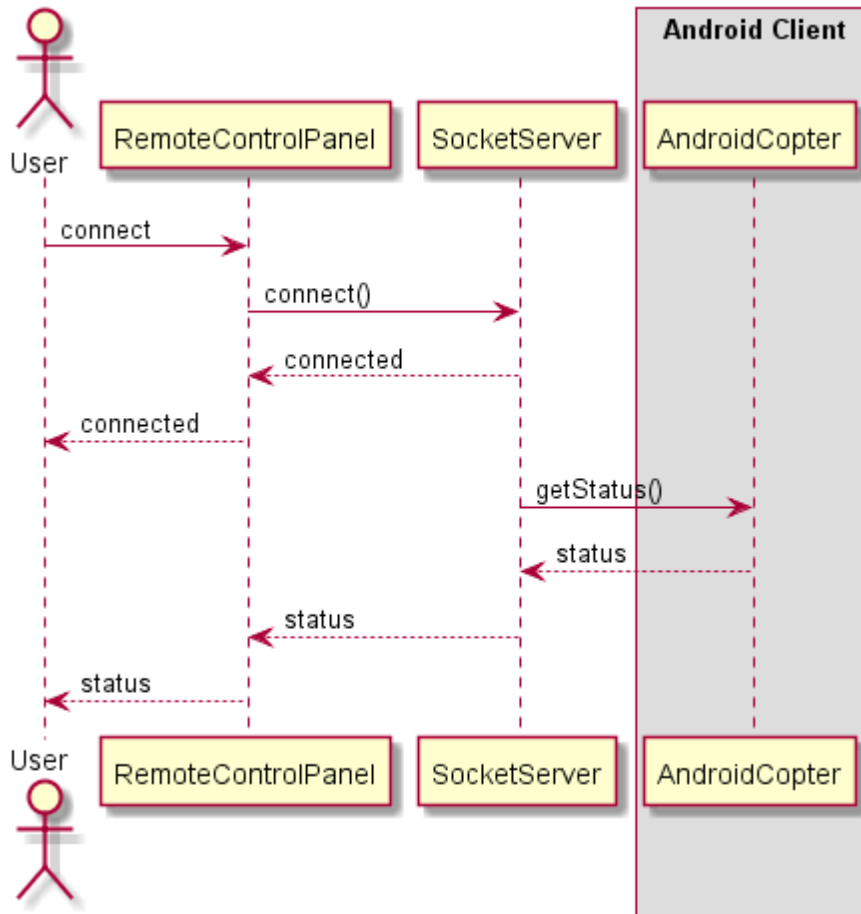 Android Client
User
RemoteControlPanel
SocketServer
AndroidCopter
connect
connect()
connected
connected
getStatus()
status
status
status
User
RemoteControlPanel
SocketServer
AndroidCopter